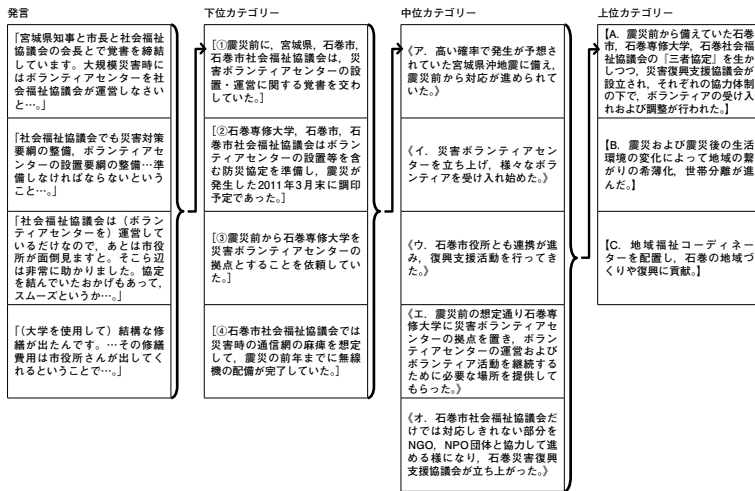 発言
「宮城県知事と市長と社会福祉
協議会の会長とで覚書を締結
しています。大規模災害時に
はボランティアセンターを社
会福祉協議会が運営しなさい
と…。」
「社会福祉協議会でも災害対策
要綱の整備，ボランティアセ
ンターの設置要綱の整備…準
備しなければならないという
こと…。」
「社会福祉協議会は（ボラン
ティアセンターを）運営して
いるだけなので，あとは市役
所が面倒見ますと。そこら辺
は非常に助かりました。協定
を結んでいたおかげもあって，
スムーズというか…。」
「（大学を使用して）結構な修
繕が出たんです。…その修繕
費用は市役所さんが出してく
れるということで…。」
下位カテゴリー
［①震災前に，宮城県，石巻市，
石巻市社会福祉協議会は，災
害ボランティアセンターの設
置・運営に関する覚書を交わ
していた。］
［②石巻専修大学，石巻市，石
巻市社会福祉協議会はボラン
ティアセンターの設置等を含
む防災協定を準備し，震災が
発生した2011年3月末に調印
予定であった。］
［③震災前から石巻専修大学を
災害ボランティアセンターの
拠点とすることを依頼してい
た。］
［④石巻市社会福祉協議会では
災害時の通信網の麻痺を想定
して，震災の前年までに無線
機の配備が完了していた。］
中位カテゴリー
《ア．高い確率で発生が予想さ
れていた宮城県沖地震に備え，
震災前から対応が進められて
いた。》
《イ．災害ボランティアセン
ターを立ち上げ，様々なボラ
ンティアを受け入れ始めた。》
《ウ．石巻市役所とも連携が進
み，復興支援活動を行ってき
た。》
《エ．震災前の想定通り石巻専
修大学に災害ボランティアセ
ンターの拠点を置き，ボラン
ティアセンターの運営および
ボランティア活動を継続する
ために必要な場所を提供して
もらった。》
《オ．石巻市社会福祉協議会だ
けでは対応しきれない部分を
NGO，NPO団体と協力して進
める様になり，石巻災害復興
支援協議会が立ち上がった。》
上位カテゴリー
【A．震災前から備えていた石巻
市，石巻専修大学，石巻社会福
祉協議会の『三者協定』を生か
しつつ，災害復興支援協議会が
設立され，それぞれの協力体制
の下で，ボランティアの受け入
れおよび調整が行われた。】
【B．震災および震災後の生活
環境の変化によって地域の繋
がりの希薄化，世帯分離が進
んだ。】
【C．地域福祉コーディネー
ターを配置し，石巻の地域づ
くりや復興に貢献。】